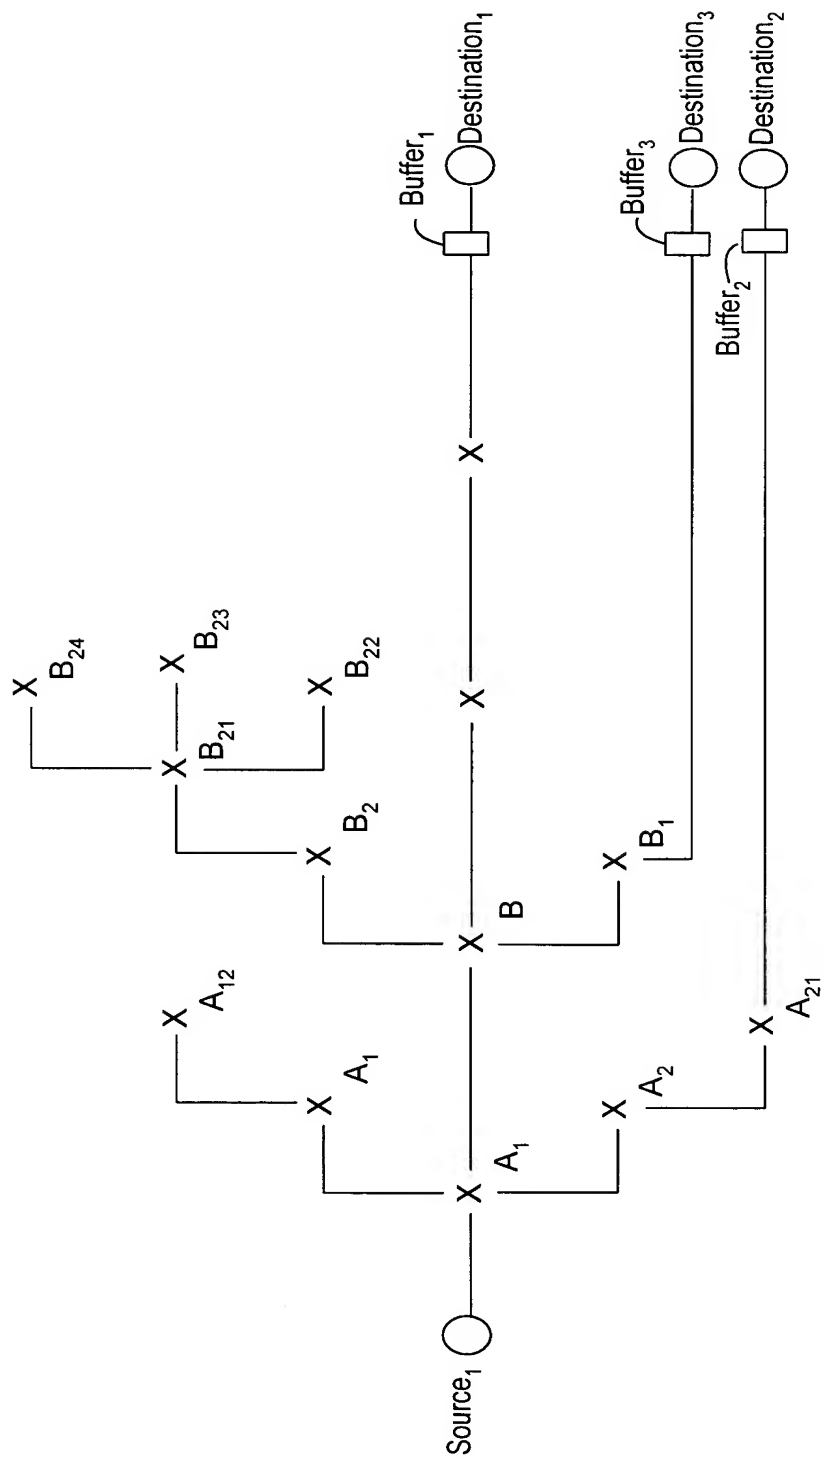 Source₁
A₁
A₁
A₁₂
A₂
A₂₁
B
B₂
B₁
B₂₁
B₂₄
B₂₃
B₂₂
Buffer₁
Destination₁
Buffer₃
Destination₃
Buffer₂
Destination₂